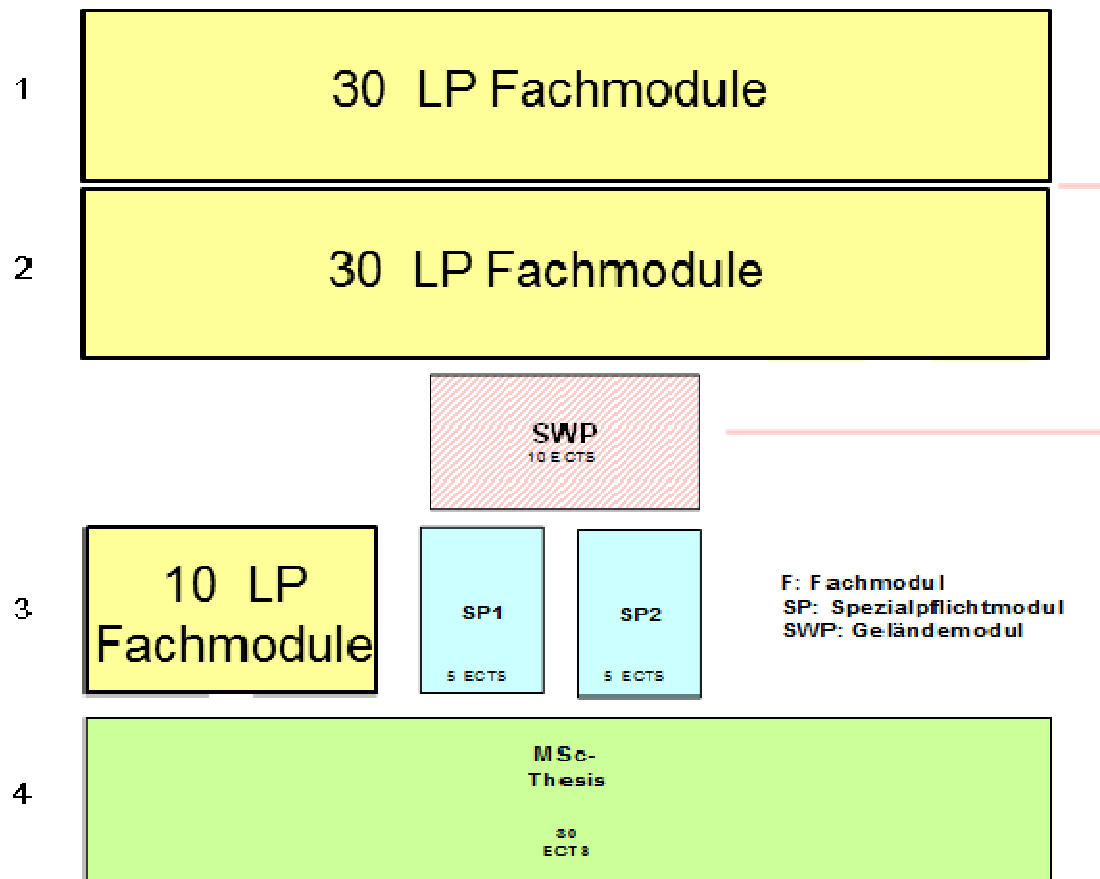 1
30 LP Fachmodule
2
30 LP Fachmodule
SWP
10 ECTS
3
10 LP
Fachmodule
SP1
5 ECTS
SP2
5 ECTS
F: Fachmodul
SP: Spezialpflichtmodul
SWP: Geländemodul
4
MSc-
Thesis
30
ECTS